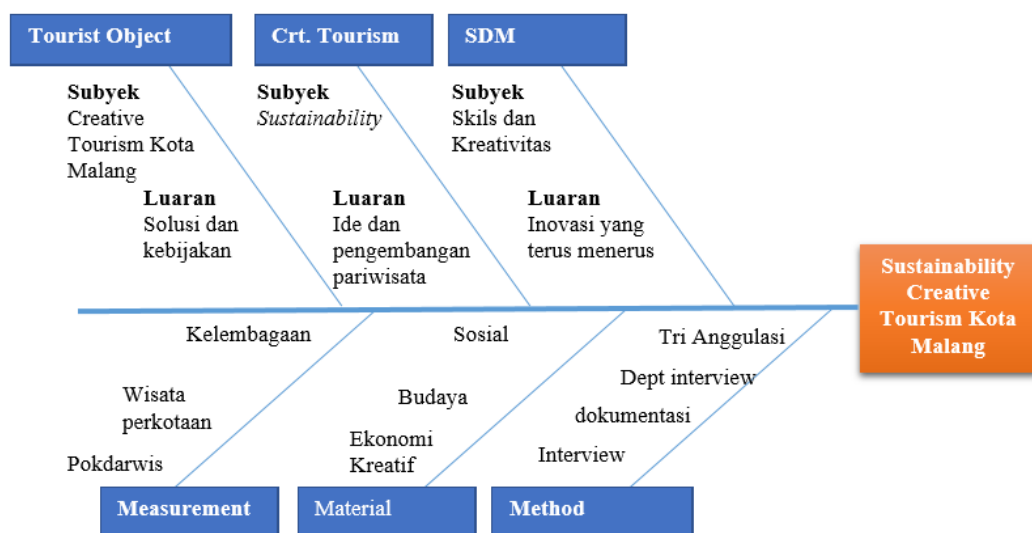 Tourist Object
Crt. Tourism
SDM
Subyek
Creative
Tourism Kota
Malang
Luaran
Solusi dan
kebijakan
Subyek
Sustainability
Luaran
Ide dan
pengembangan
pariwisata
Subyek
Skils dan
Kreativitas
Luaran
Inovasi yang
terus menerus
Sustainability
Creative
Tourism Kota
Malang
Kelembagaan
Wisata
perkotaan
Pokdarwis
Sosial
Budaya
Ekonomi
Kreatif
Tri Anggulasi
Dept interview
dokumentasi
Interview
Measurement
Material
Method